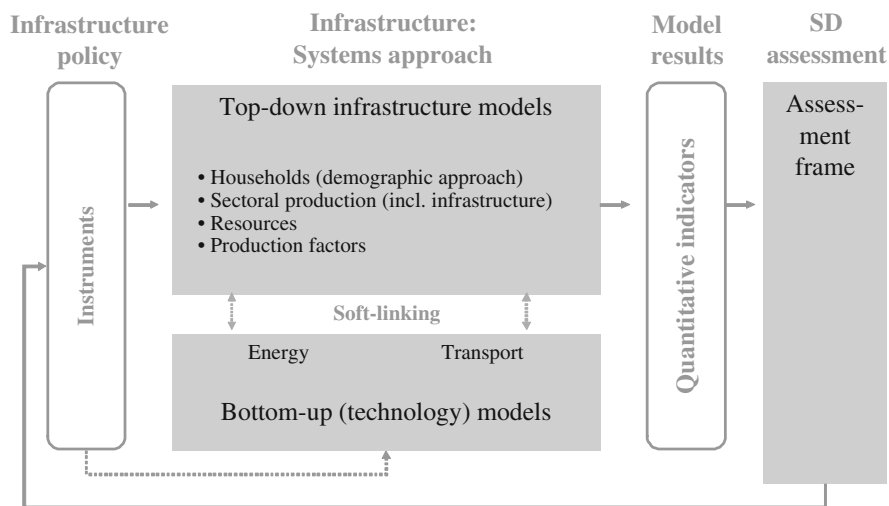 Infrastructure
policy
Infrastructure:
Systems approach
Model
results
SD
assessment
Instruments
Top-down infrastructure models
• Households (demographic approach)
• Sectoral production (incl. infrastructure)
• Resources
• Production factors
Soft-linking
Energy
Transport
Bottom-up (technology) models
Quantitative indicators
Assess-
ment
frame